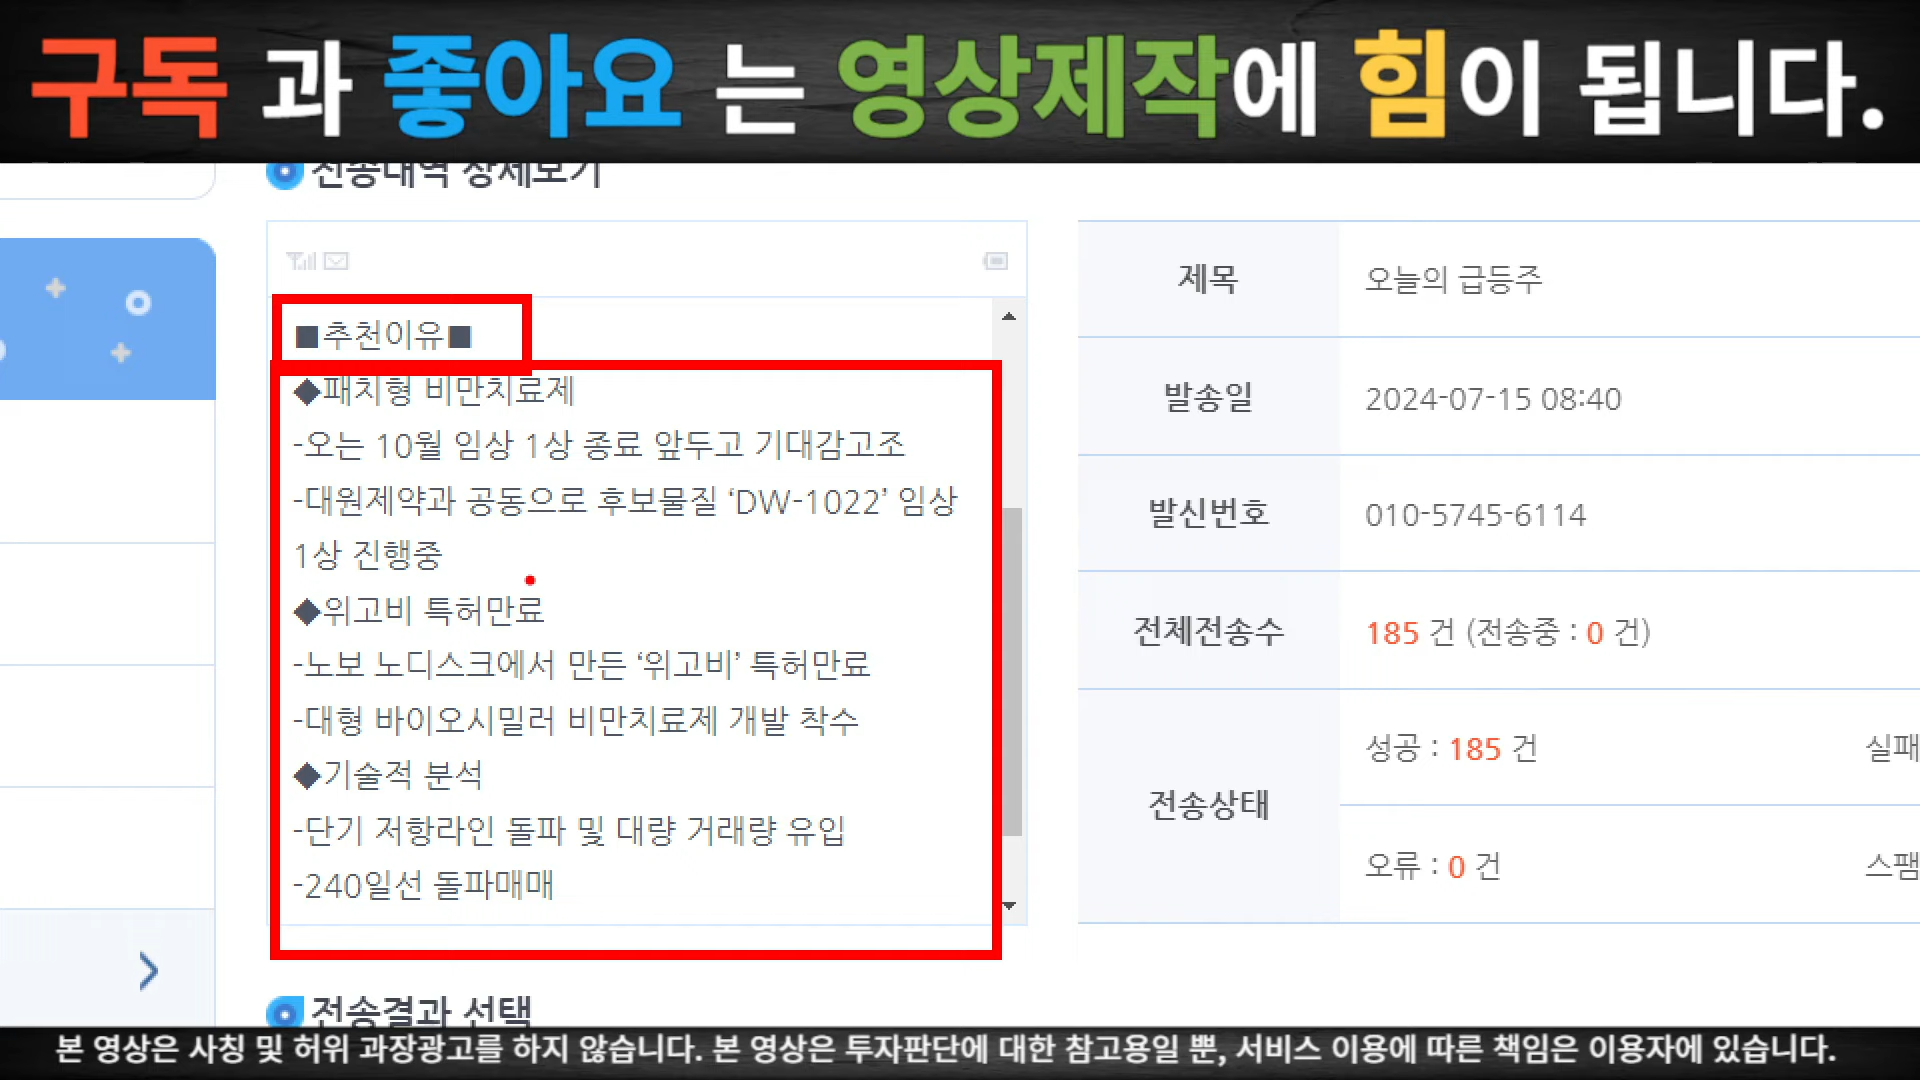 구독 과 좋아요 는 영상제작에 힘이 됩니다.
전송내역 상세보기
■추천이유■
◆패치형 비만치료제
-오는 10월 임상 1상 종료 앞두고 기대감고조
-대원제약과 공동으로 후보물질 ‘DW-1022’ 임상
1상 진행중
◆위고비 특허만료
-노보 노디스크에서 만든 ‘위고비’ 특허만료
-대형 바이오시밀러 비만치료제 개발 착수
◆기술적 분석
-단기 저항라인 돌파 및 대량 거래량 유입
-240일선 돌파매매
제목 오늘의 급등주
발송일 2024-07-15 08:40
발신번호 010-5745-6114
전체전송수 185 건 (전송중 : 0 건)
전송상태
성공 : 185 건 실패
오류 : 0 건 스팸
전송결과 선택
본 영상은 사칭 및 허위 과장광고를 하지 않습니다. 본 영상은 투자판단에 대한 참고용일 뿐, 서비스 이용에 따른 책임은 이용자에 있습니다.